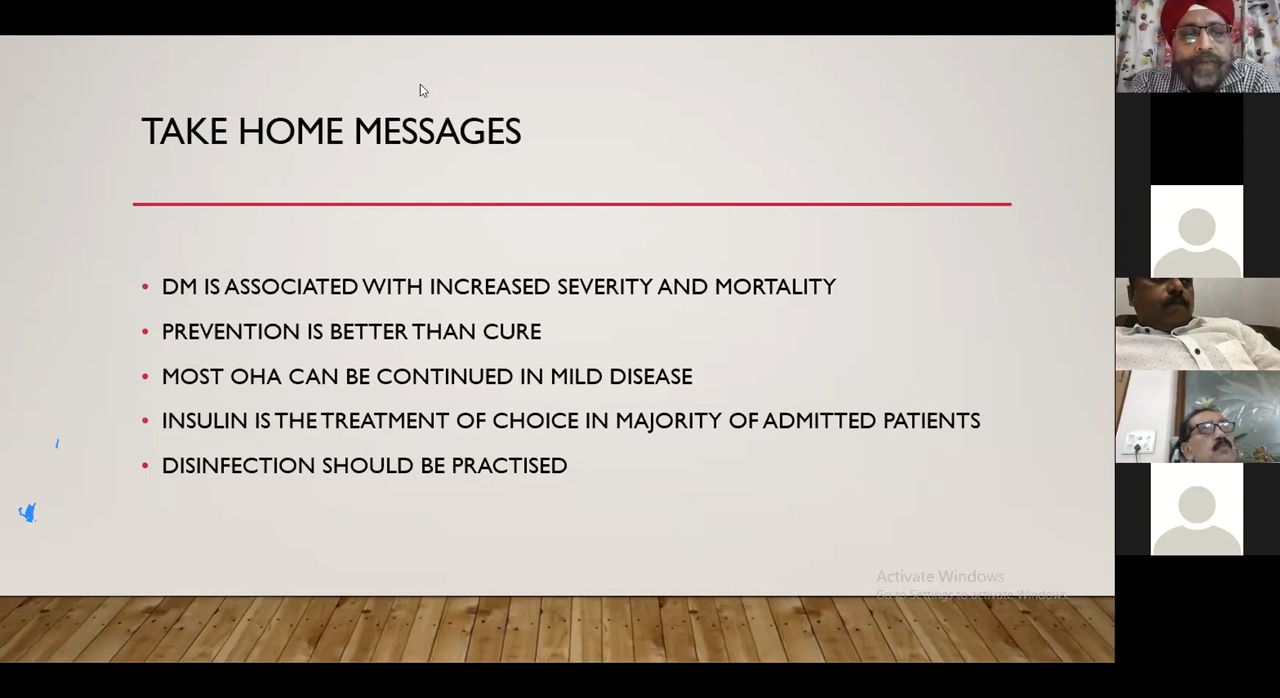 TAKE HOME MESSAGES
• DM IS ASSOCIATED WITH INCREASED SEVERITY AND MORTALITY
• PREVENTION IS BETTER THAN CURE
• MOST OHA CAN BE CONTINUED IN MILD DISEASE
• INSULIN IS THE TREATMENT OF CHOICE IN MAJORITY OF ADMITTED PATIENTS
• DISINFECTION SHOULD BE PRACTISED
Activate Windows
Go to Settings to activate Windows.